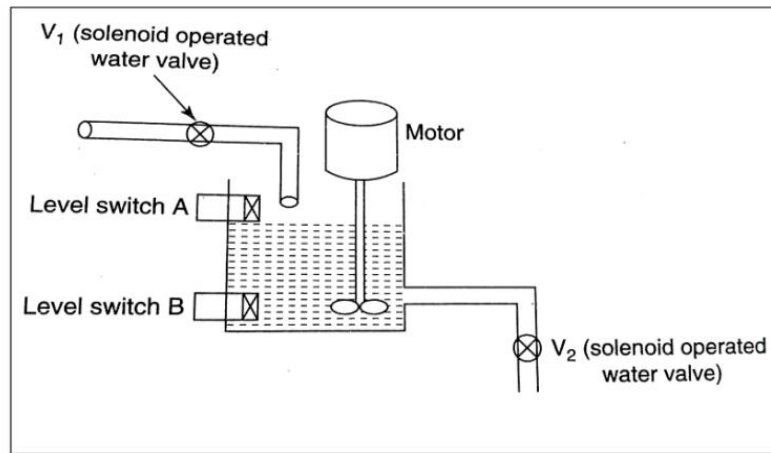 V1 (solenoid operated
water valve)
Motor
Level switch A
Level switch B
V2 (solenoid operated
water valve)